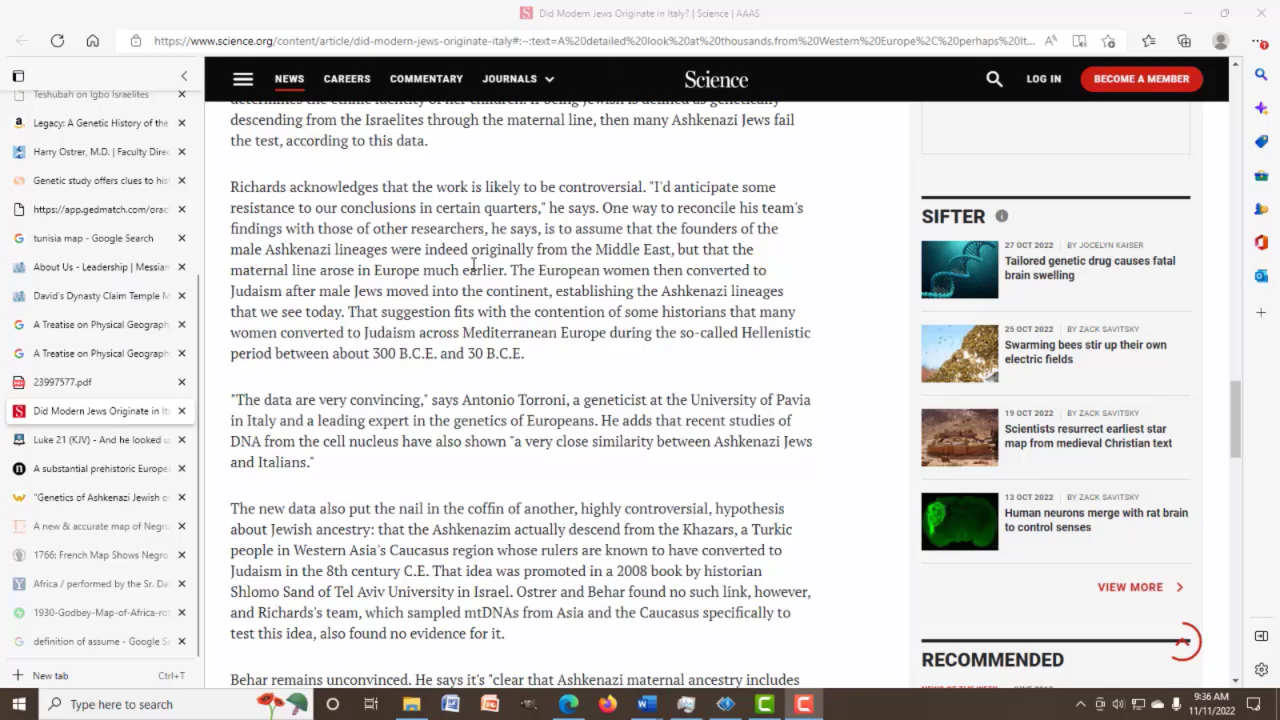 Did Modern Jews Originate in Italy? | Science | AAAS
https://www.science.org/content/article/did-modern-jews-originate-italy#:~:text=A%20detailed%20look%20at%20thousands.from%20Western%20Europe%2C%20perhaps%20It...
Teshubah on Igbo Israelites
Legacy: A Genetic History of the
Harry Ostrer, M.D. | Faculty Direc
Genetic study offers clues to his
https://app.gedmatch.com/orac
tunisia map - Google Search
About Us - Leadership | Messian
David's Dynasty Claim Temple M
A Treatise on Physical Geograph
A Treatise on Physical Geograph
23997577.pdf
Did Modern Jews Originate in Ita
Luke 21 (KJV) - And he looked u
A substantial prehistoric Europea
"Genetics of Ashkenazi Jewish o
A new & accurate map of Negro
1766: French Map Shows Negro
Africa / performed by the Sr. Da
1930-Godbey-Map-of-Africa-rot
definition of assume - Google Se
New tab Ctrl+T
NEWS CAREERS COMMENTARY JOURNALS Science LOG IN BECOME A MEMBER
determines the ethnic identity of her children. If being Jewish is defined as genetically
descending from the Israelites through the maternal line, then many Ashkenazi Jews fail
the test, according to this data.
Richards acknowledges that the work is likely to be controversial. "I'd anticipate some
resistance to our conclusions in certain quarters," he says. One way to reconcile his team's
findings with those of other researchers, he says, is to assume that the founders of the
male Ashkenazi lineages were indeed originally from the Middle East, but that the
maternal line arose in Europe much earlier. The European women then converted to
Judaism after male Jews moved into the continent, establishing the Ashkenazi lineages
that we see today. That suggestion fits with the contention of some historians that many
women converted to Judaism across Mediterranean Europe during the so-called Hellenistic
period between about 300 B.C.E. and 30 B.C.E.
"The data are very convincing," says Antonio Torroni, a geneticist at the University of Pavia
in Italy and a leading expert in the genetics of Europeans. He adds that recent studies of
DNA from the cell nucleus have also shown "a very close similarity between Ashkenazi Jews
and Italians."
The new data also put the nail in the coffin of another, highly controversial, hypothesis
about Jewish ancestry: that the Ashkenazim actually descend from the Khazars, a Turkic
people in Western Asia's Caucasus region whose rulers are known to have converted to
Judaism in the 8th century C.E. That idea was promoted in a 2008 book by historian
Shlomo Sand of Tel Aviv University in Israel. Ostrer and Behar found no such link, however,
and Richards's team, which sampled mtDNAs from Asia and the Caucasus specifically to
test this idea, also found no evidence for it.
Behar remains unconvinced. He says it's "clear that Ashkenazi maternal ancestry includes
SIFTER
27 OCT 2022 | BY JOCELYN KAISER
Tailored genetic drug causes fatal
brain swelling
25 OCT 2022 | BY ZACK SAVITSKY
Swarming bees stir up their own
electric fields
19 OCT 2022 | BY ZACK SAVITSKY
Scientists resurrect earliest star
map from medieval Christian text
13 OCT 2022 | BY ZACK SAVITSKY
Human neurons merge with rat brain
to control senses
VIEW MORE
RECOMMENDED
Type here to search
9:36 AM
11/11/2022